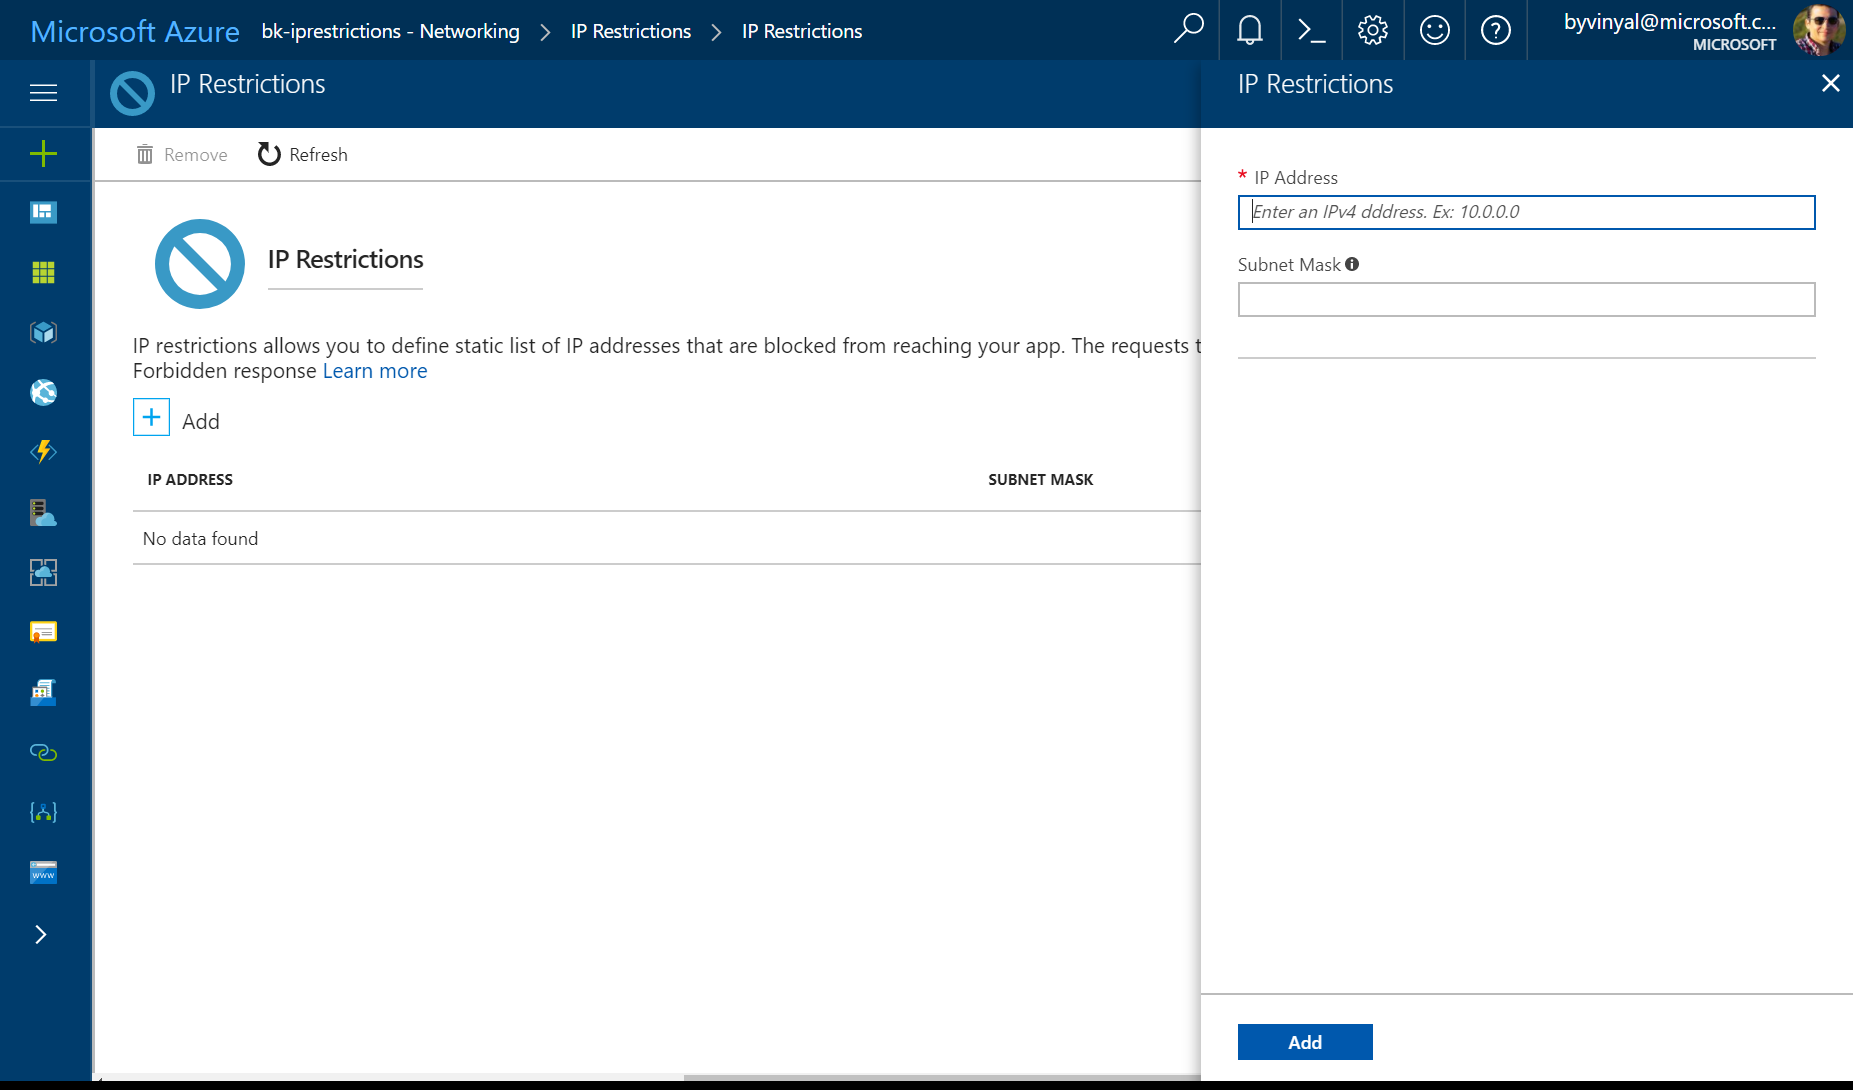 Microsoft Azure bk-iprestrictions - Networking IP Restrictions IP Restrictions
byvinyal@microsoft.c...
MICROSOFT
IP Restrictions
Remove Refresh
IP Restrictions
IP restrictions allows you to define static list of IP addresses that are blocked from reaching your app. The requests t
Forbidden response Learn more
Add
IP ADDRESS SUBNET MASK
No data found
www
IP Restrictions
* IP Address
Enter an IPv4 dddress. Ex: 10.0.0.0
Subnet Mask
Add